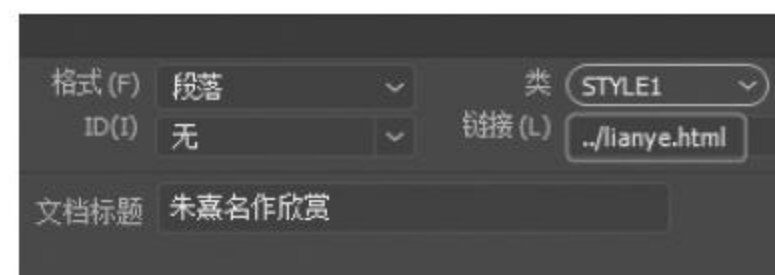 格式(F) 段落 类 STYLE1
ID(I) 无 链接(L) ../lianye.html
文档标题 朱熹名作欣赏